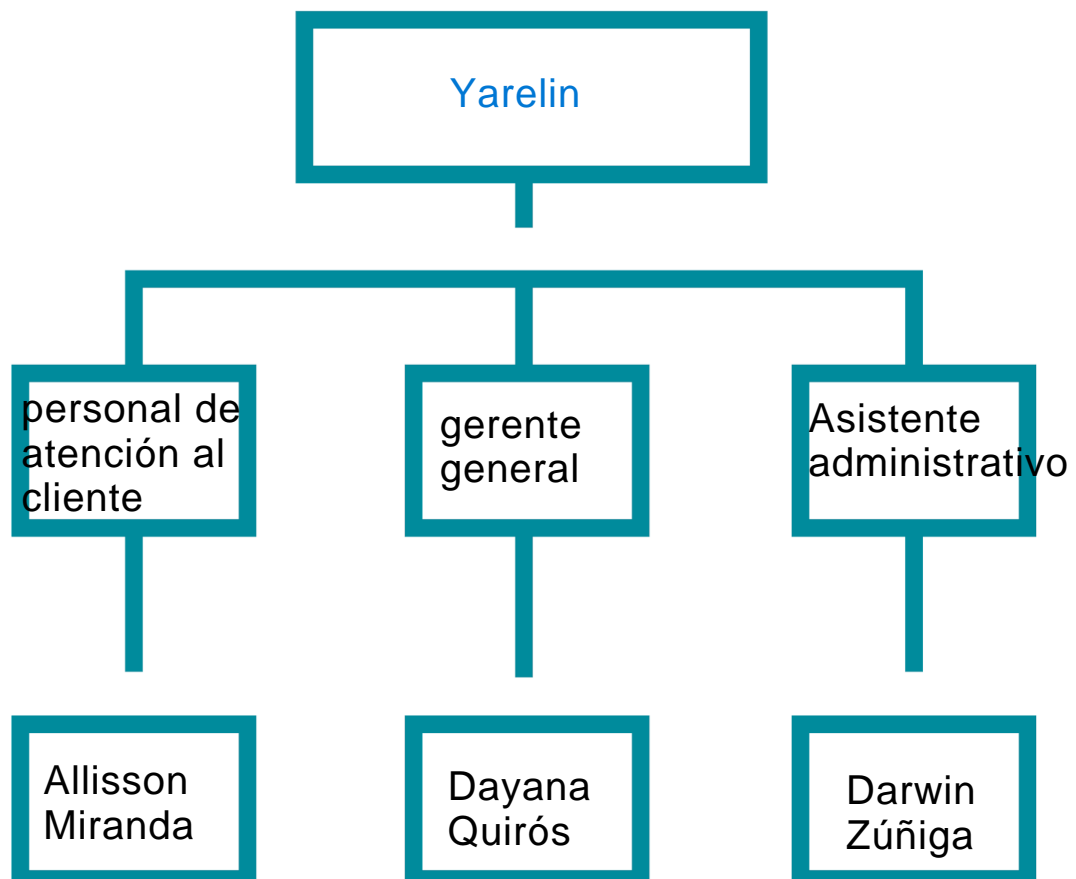 Yarelin
personal de
atención al
cliente
gerente
general
Asistente
administrativo
Allisson
Miranda
Dayana
Quirós
Darwin
Zúñiga